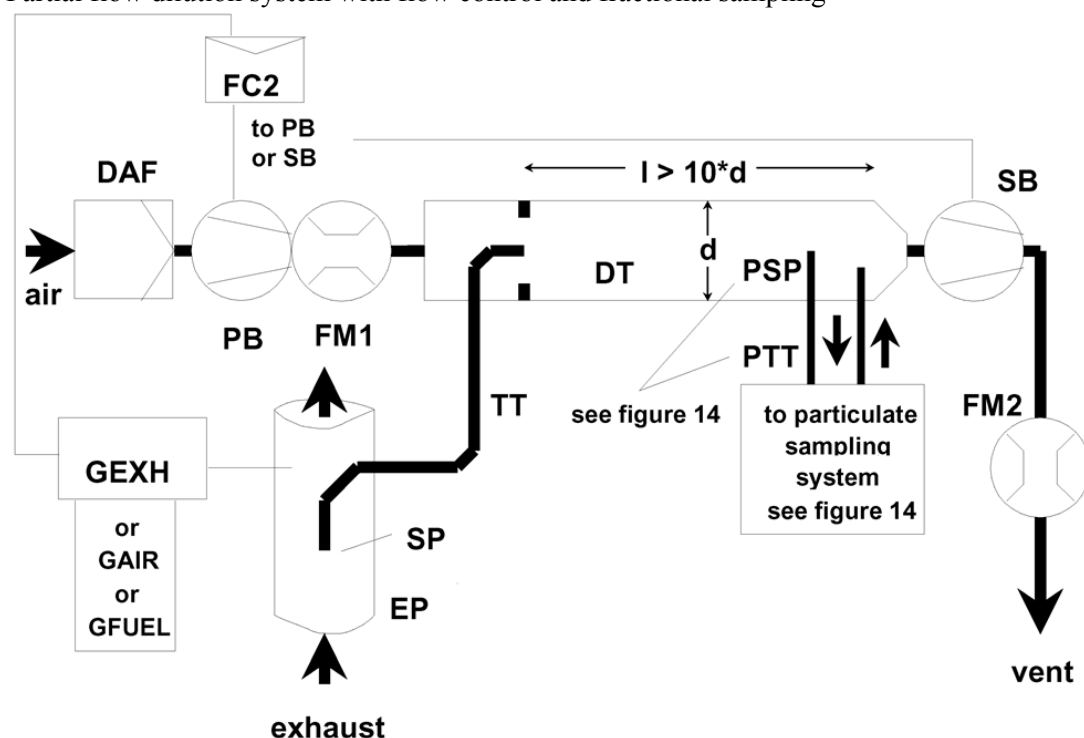 Partial flow dilution system with flow control and fractional sampling
FC2
to PB
or SB
DAF
l > 10*d
SB
d
air
DT
PSP
PB
FM1
PTT
TT
see figure 14
to particulate
sampling
system
see figure 14
FM2
GEXH
or
GAIR
or
GFUEL
SP
EP
vent
exhaust